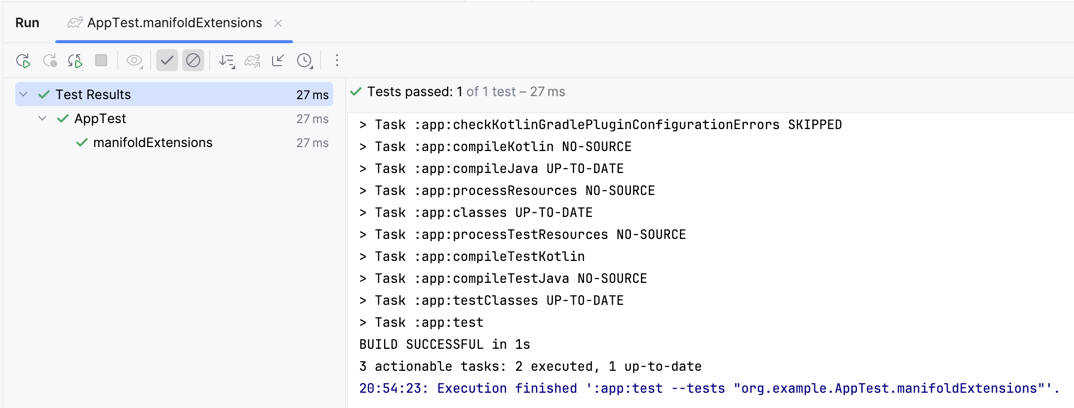 Run AppTest.manifoldExtensions
Test Results 27 ms
AppTest 27 ms
manifoldExtensions 27 ms
Tests passed: 1 of 1 test – 27 ms
> Task :app:checkKotlinGradlePluginConfigurationErrors SKIPPED
> Task :app:compileKotlin NO-SOURCE
> Task :app:compileJava UP-TO-DATE
> Task :app:processResources NO-SOURCE
> Task :app:classes UP-TO-DATE
> Task :app:processTestResources NO-SOURCE
> Task :app:compileTestKotlin
> Task :app:compileTestJava NO-SOURCE
> Task :app:testClasses UP-TO-DATE
> Task :app:test
BUILD SUCCESSFUL in 1s
3 actionable tasks: 2 executed, 1 up-to-date
20:54:23: Execution finished ':app:test --tests "org.example.AppTest.manifoldExtensions"'.